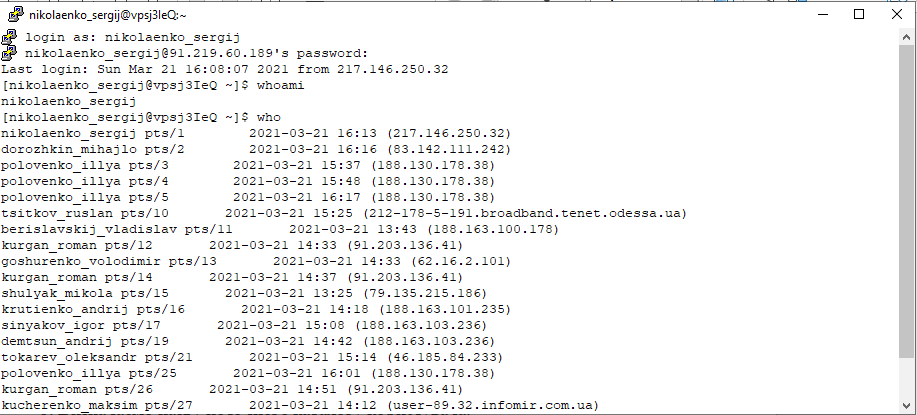 nikolaenko_sergij@vpsj3IeQ:~
login as: nikolaenko_sergij
nikolaenko_sergij@91.219.60.189's password:
Last login: Sun Mar 21 16:08:07 2021 from 217.146.250.32
[nikolaenko_sergij@vpsj3IeQ ~]$ whoami
nikolaenko_sergij
[nikolaenko_sergij@vpsj3IeQ ~]$ who
nikolaenko_sergij pts/1        2021-03-21 16:13 (217.146.250.32)
dorozhkin_mihajlo pts/2        2021-03-21 16:16 (83.142.111.242)
polovenko_illya pts/3        2021-03-21 15:37 (188.130.178.38)
polovenko_illya pts/4        2021-03-21 15:48 (188.130.178.38)
polovenko_illya pts/5        2021-03-21 16:17 (188.130.178.38)
tsitkov_ruslan pts/10       2021-03-21 15:25 (212-178-5-191.broadband.tenet.odessa.ua)
berislavskij_vladislav pts/11       2021-03-21 13:43 (188.163.100.178)
kurgan_roman pts/12       2021-03-21 14:33 (91.203.136.41)
goshurenko_volodimir pts/13       2021-03-21 14:33 (62.16.2.101)
kurgan_roman pts/14       2021-03-21 14:37 (91.203.136.41)
shulyak_mikola pts/15       2021-03-21 13:25 (79.135.215.186)
krutienko_andrij pts/16       2021-03-21 14:18 (188.163.101.235)
sinyakov_igor pts/17       2021-03-21 15:08 (188.163.103.236)
demtsun_andrij pts/19       2021-03-21 14:42 (188.163.103.236)
tokarev_oleksandr pts/21       2021-03-21 15:14 (46.185.84.233)
polovenko_illya pts/25       2021-03-21 16:01 (188.130.178.38)
kurgan_roman pts/26       2021-03-21 14:51 (91.203.136.41)
kucherenko_maksim pts/27       2021-03-21 14:12 (user-89.32.infomir.com.ua)